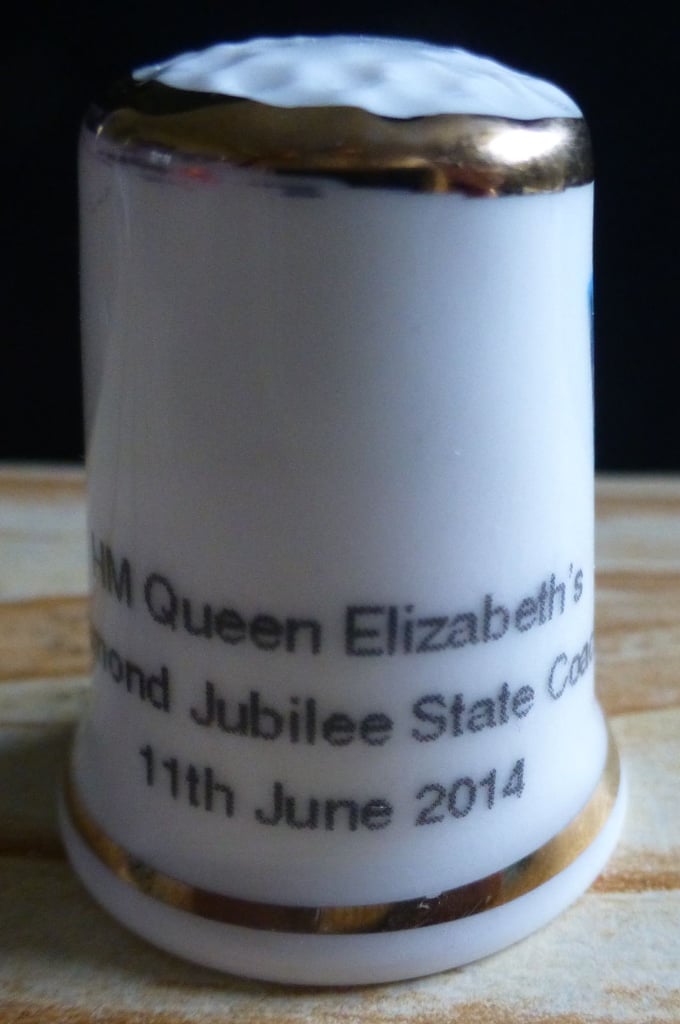 HM Queen Elizabeth's
Jubilee State
11th June 2014